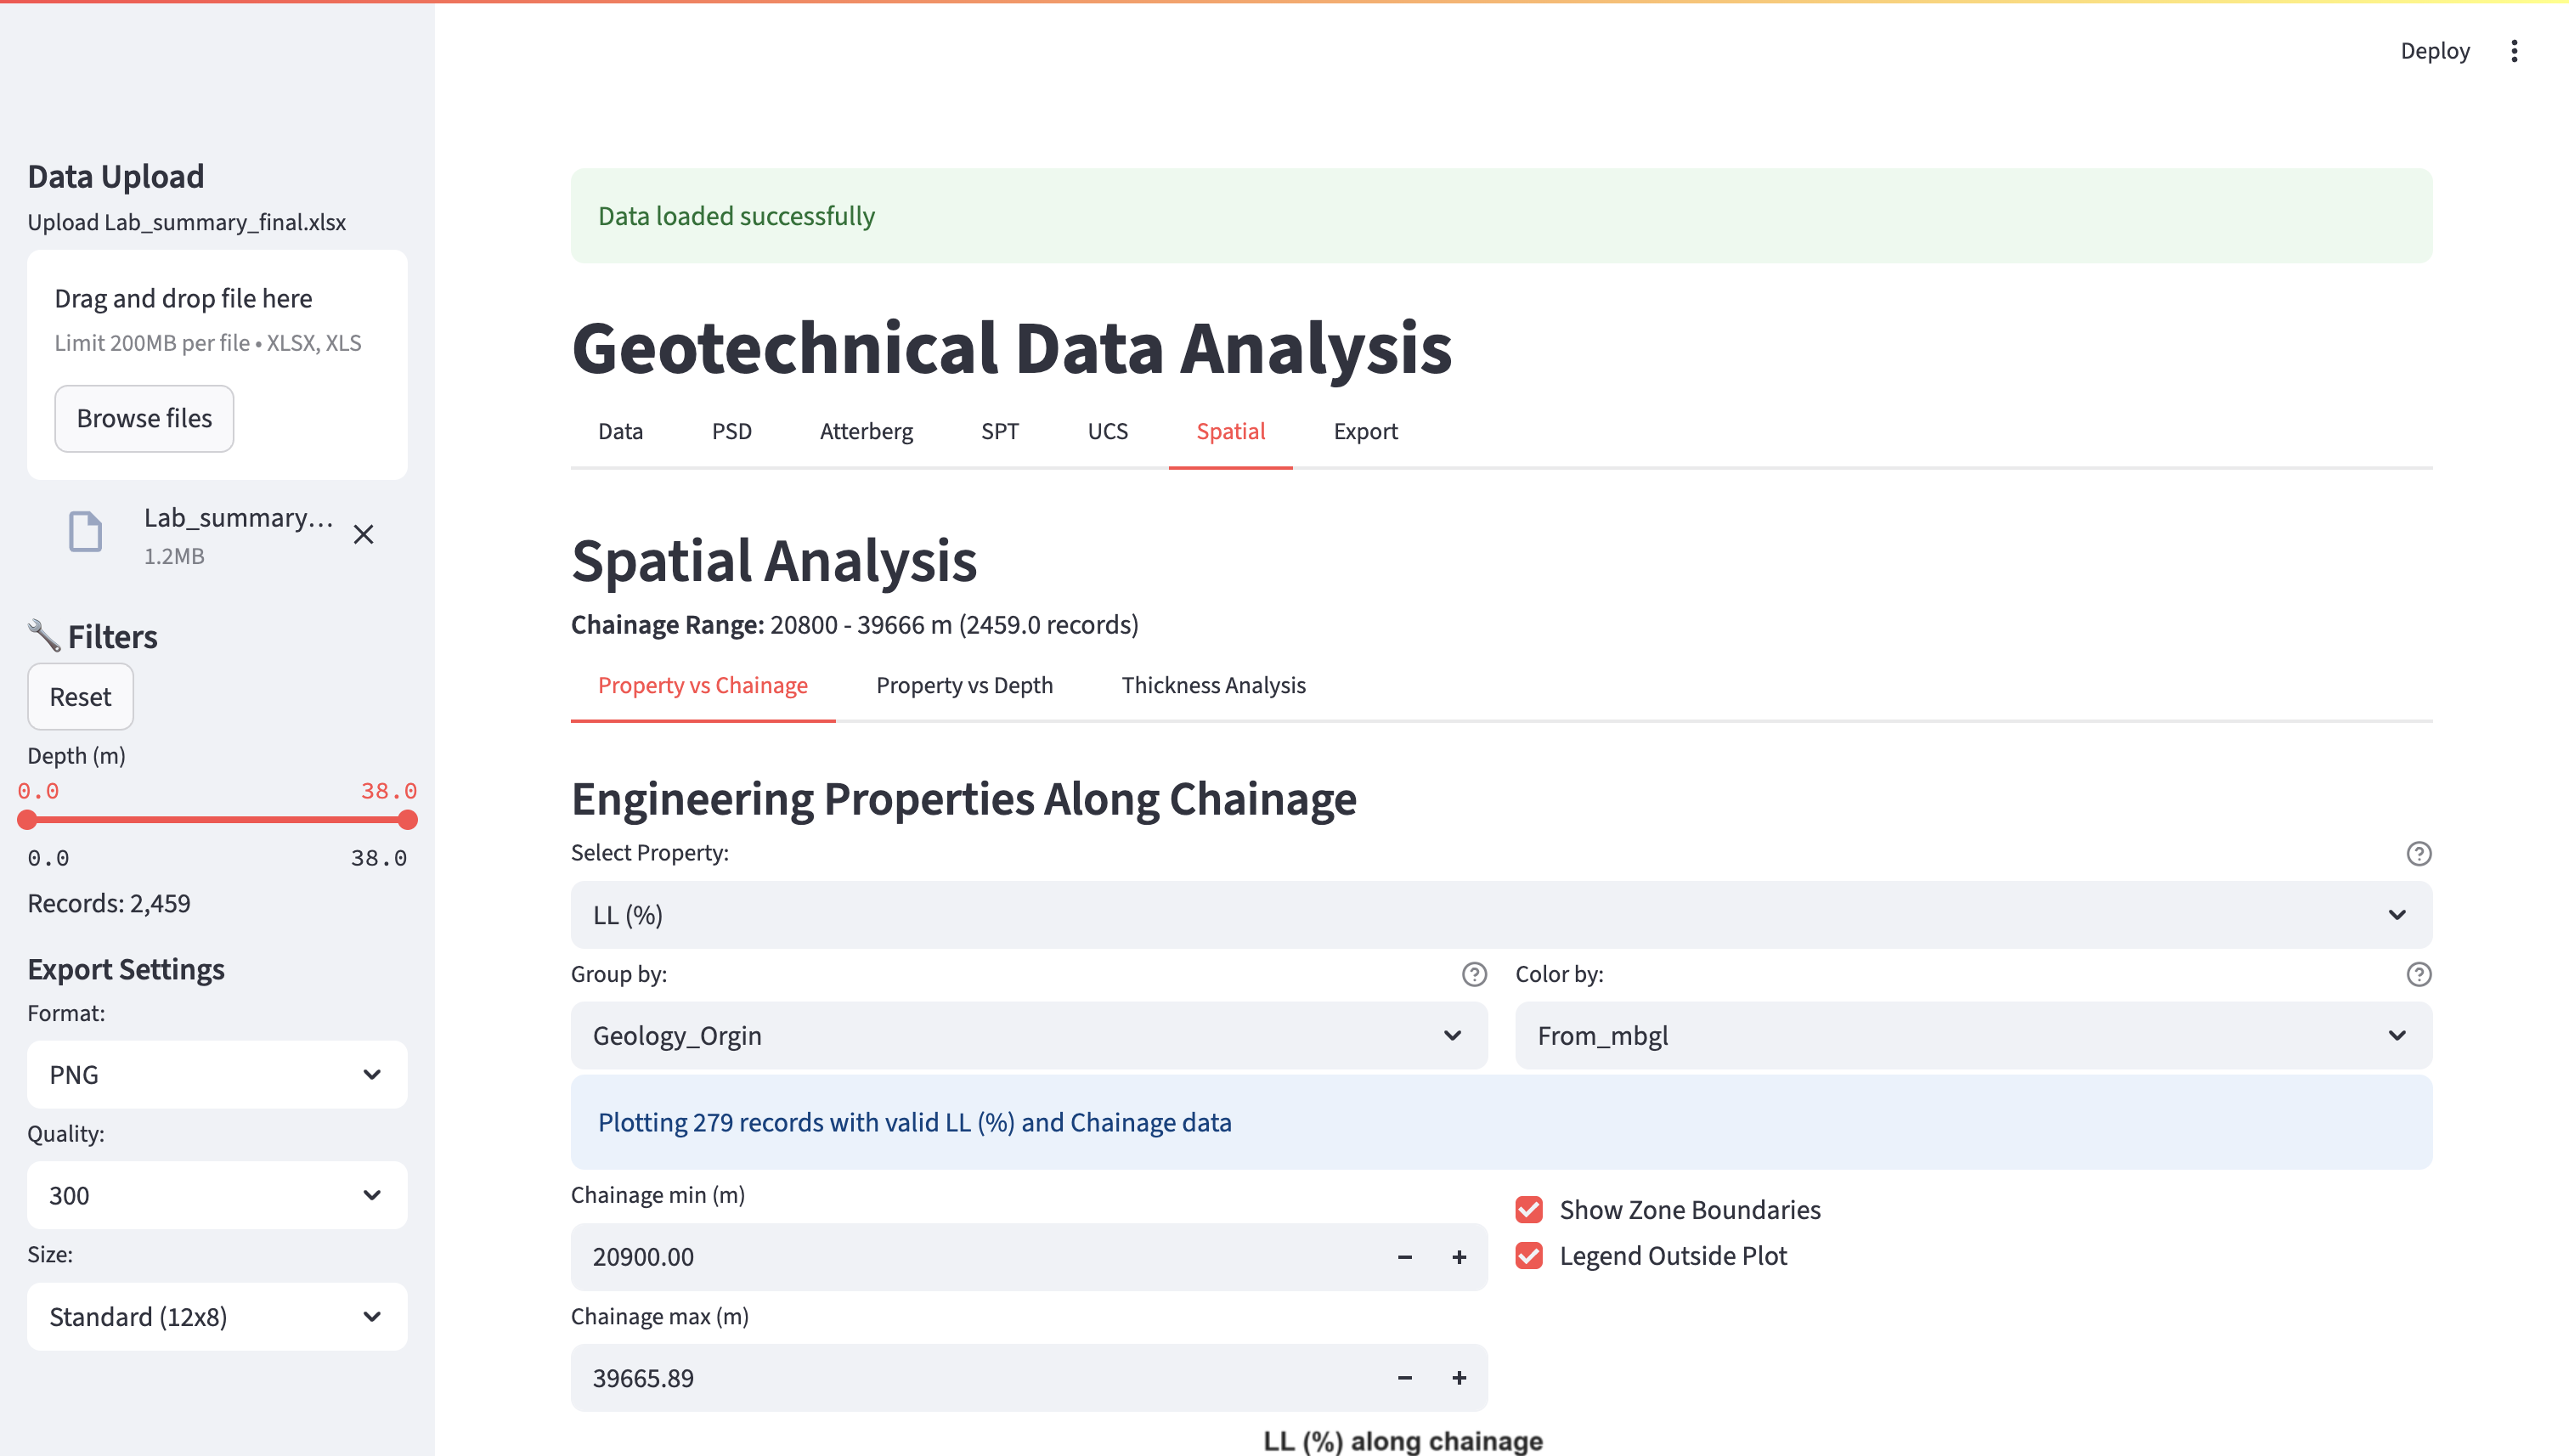 Deploy
Data Upload
Upload Lab_summary_final.xlsx
Drag and drop file here
Limit 200MB per file • XLSX, XLS
Browse files
Lab_summary…
1.2MB
Filters
Reset
Depth (m)
0.0 38.0
0.0 38.0
Records: 2,459
Export Settings
Format:
PNG
Quality:
300
Size:
Standard (12x8)
Data loaded successfully
Geotechnical Data Analysis
Data PSD Atterberg SPT UCS Spatial Export
Spatial Analysis
Chainage Range: 20800 - 39666 m (2459.0 records)
Property vs Chainage Property vs Depth Thickness Analysis
Engineering Properties Along Chainage
Select Property:
LL (%)
Group by: Color by:
Geology_Orgin From_mbgl
Plotting 279 records with valid LL (%) and Chainage data
Chainage min (m)
20900.00
Show Zone Boundaries
Legend Outside Plot
Chainage max (m)
39665.89
LL (%) along chainage